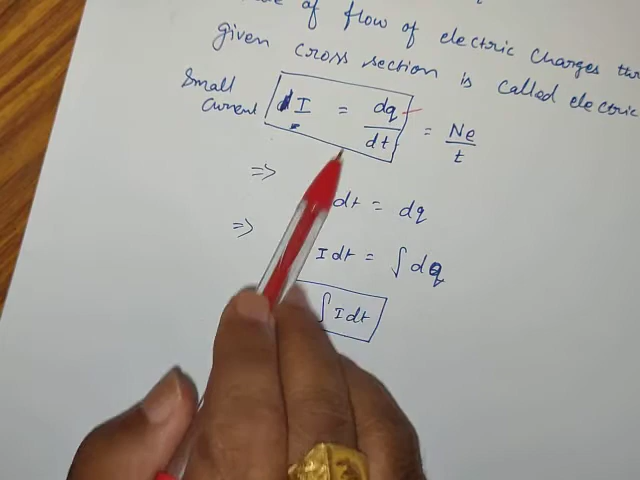 of flow of electric charges
given cross section is called electric
Small
Current
dI = dq/dt = Ne/t
=>
dt = dq
=>
Idt = ∫dq
∫Idt